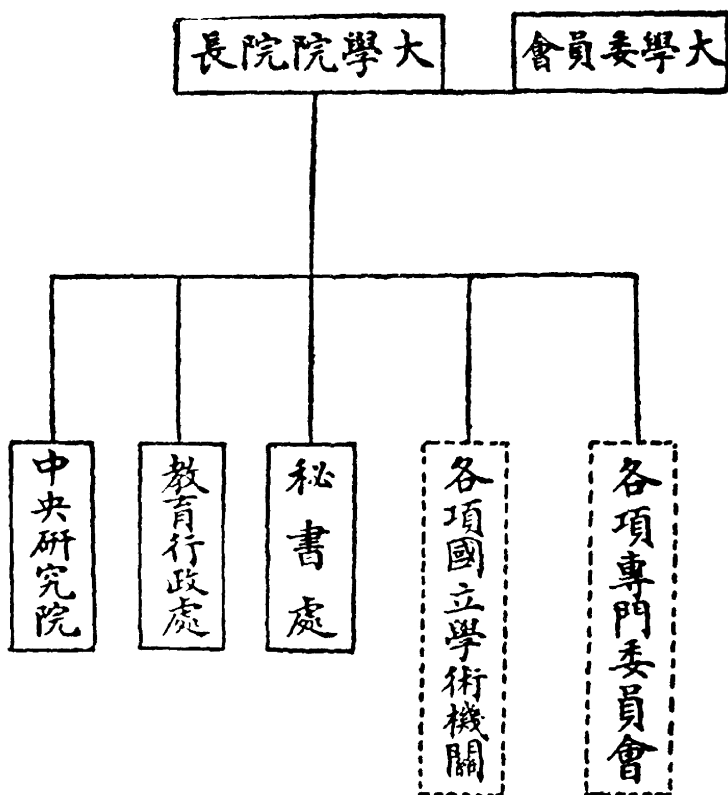 大學委員會
大學院院長
各項專門委員會
各項國立學術機關
秘書處
教育行政處
中央研究院